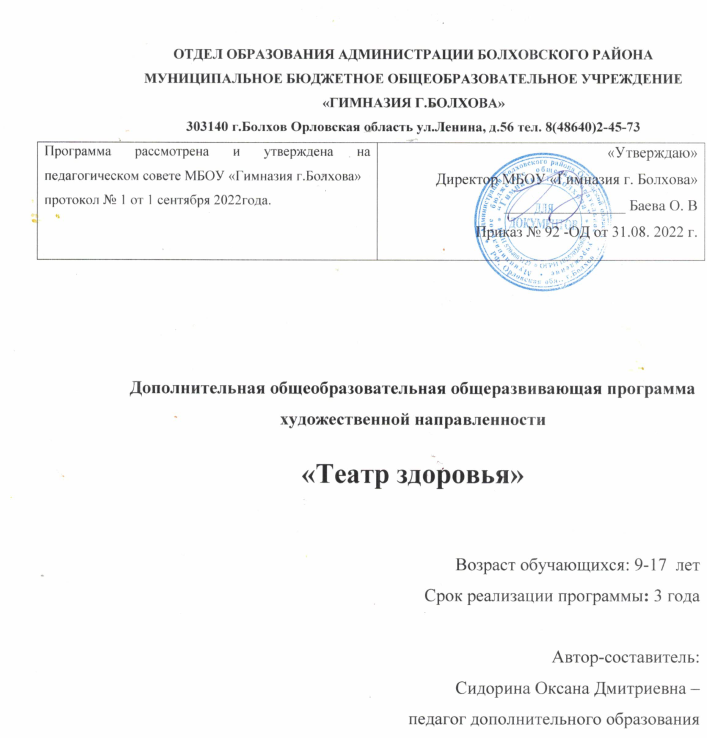 ОТДЕЛ ОБРАЗОВАНИЯ АДМИНИСТРАЦИИ БОЛХОВСКОГО РАЙОНА
МУНИЦИПАЛЬНОЕ БЮДЖЕТНОЕ ОБЩЕОБРАЗОВАТЕЛЬНОЕ УЧРЕЖДЕНИЕ
«ГИМНАЗИЯ Г.БОЛХОВА»
303140 г.Болхов Орловская область ул.Ленина, д.56 тел. 8(48640)2-45-73
Программа рассмотрена и утверждена на
педагогическом совете МБОУ «Гимназия г.Болхова»
протокол № 1 от 1 сентября 2022года.
«Утверждаю»
Директор МБОУ «Гимназия г. Болхова»
Баева О. В
Приказ № 92 -ОД от 31.08. 2022 г.
ДЛЯ
ДОКУМЕНТОВ
Дополнительная общеобразовательная общеразвивающая программа
художественной направленности
«Театр здоровья»
Возраст обучающихся: 9-17 лет
Срок реализации программы: 3 года
Автор-составитель:
Сидорина Оксана Дмитриевна –
педагог дополнительного образования